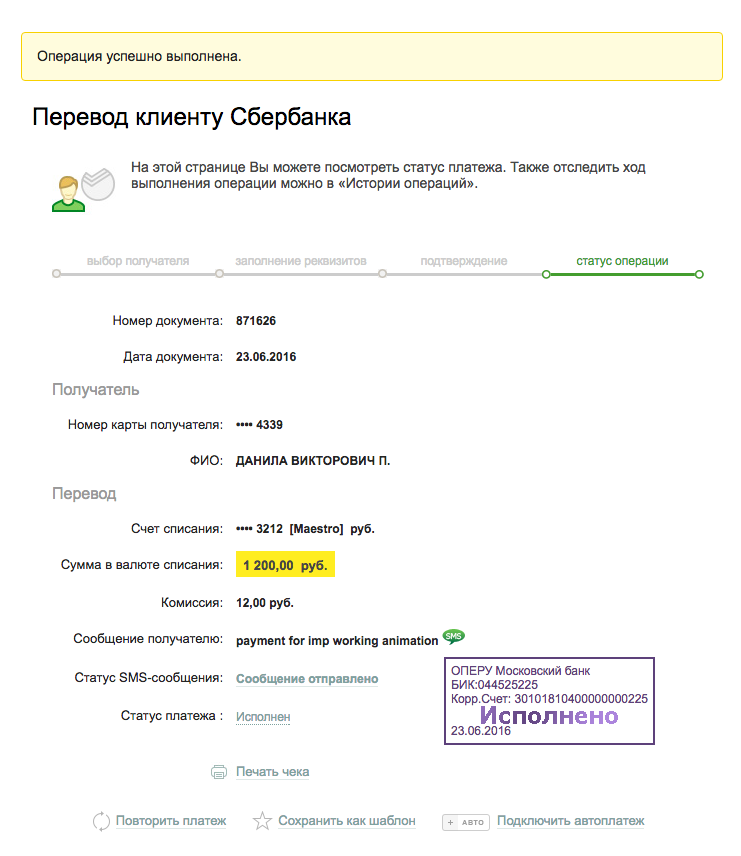 Операция успешно выполнена.
Перевод клиенту Сбербанка
На этой странице Вы можете посмотреть статус платежа. Также отследить ход
выполнения операции можно в «Истории операций».
выбор получателя заполнение реквизитов подтверждение статус операции
Номер документа: 871626
Дата документа: 23.06.2016
Получатель
Номер карты получателя: •••• 4339
ФИО: ДАНИЛА ВИКТОРОВИЧ П.
Перевод
Счет списания: •••• 3212 [Maestro] руб.
Сумма в валюте списания: 1 200,00 руб.
Комиссия: 12,00 руб.
Сообщение получателю: payment for imp working animation SMS
Статус SMS-сообщения: Сообщение отправлено
Статус платежа : Исполнен
ОПЕРУ Московский банк
БИК:044525225
Корр.Счет: 30101810400000000225
Исполнено
23.06.2016
Печать чека
Повторить платеж Сохранить как шаблон + АВТО Подключить автоплатеж